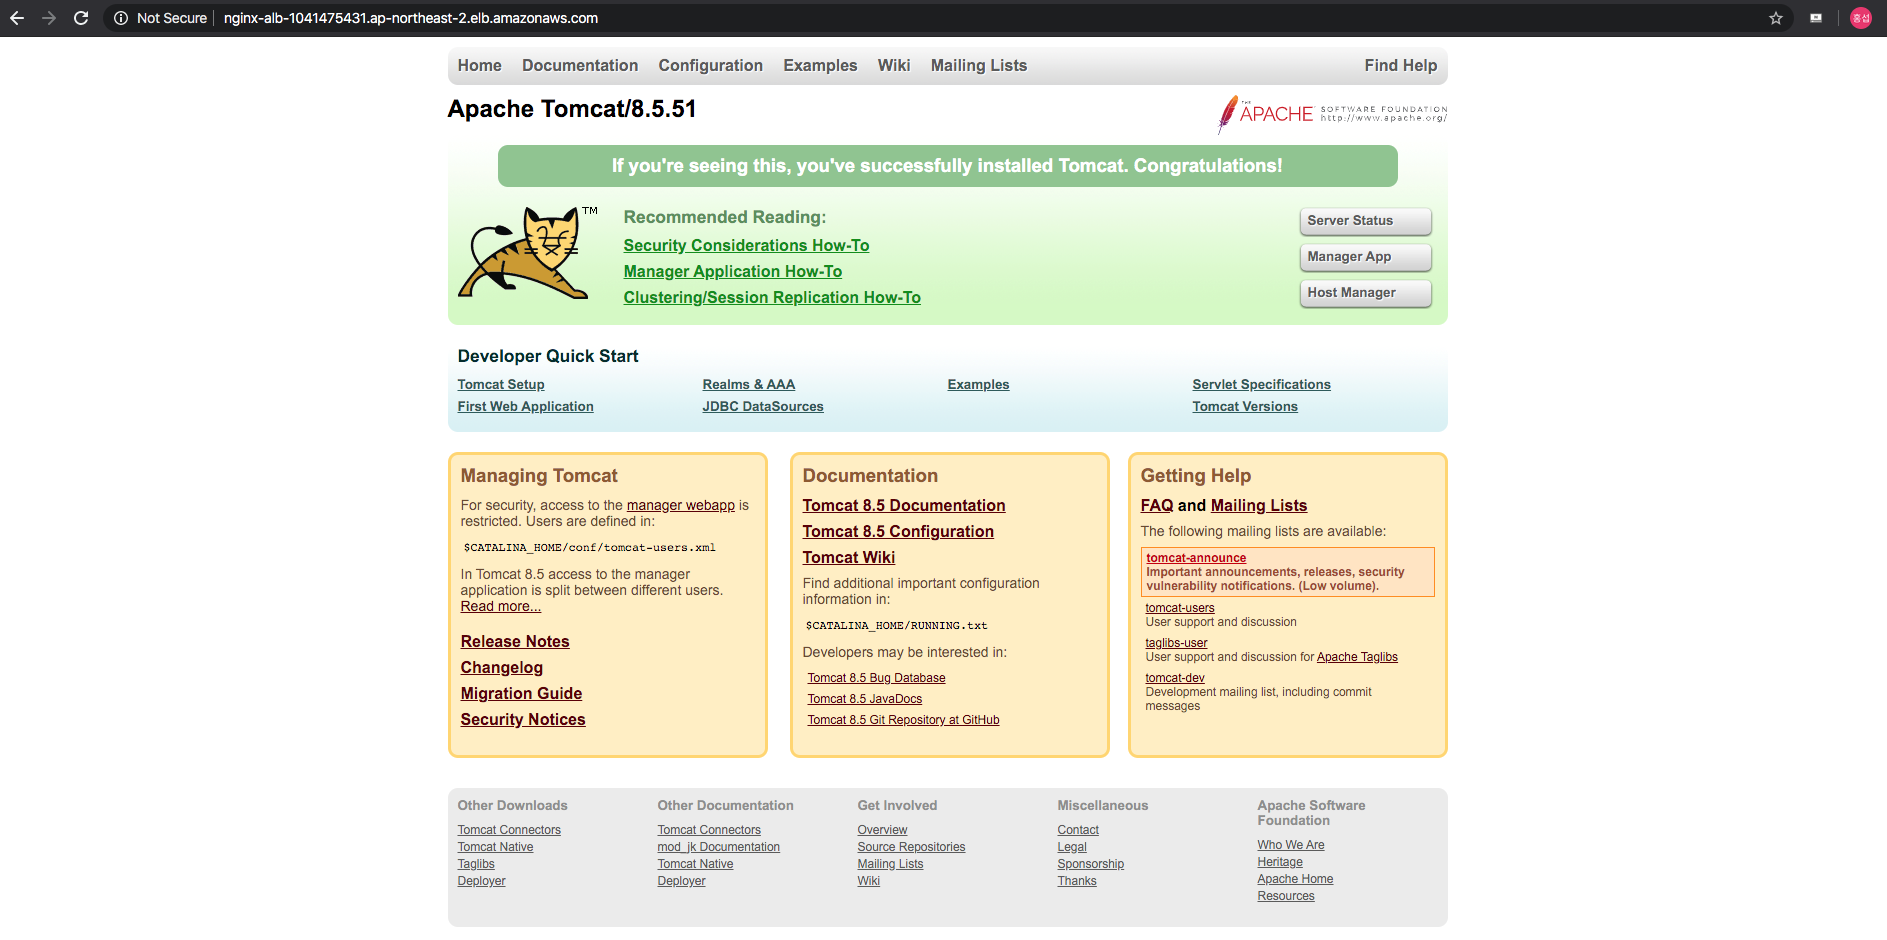 Not Secure
nginx-alb-1041475431.ap-northeast-2.elb.amazonaws.com
홍섭
Home Documentation Configuration Examples Wiki Mailing Lists Find Help
Apache Tomcat/8.5.51
THE APACHE SOFTWARE FOUNDATION
http://www.apache.org/
If you're seeing this, you've successfully installed Tomcat. Congratulations!
TM
Recommended Reading:
Security Considerations How-To
Manager Application How-To
Clustering/Session Replication How-To
Server Status
Manager App
Host Manager
Developer Quick Start
Tomcat Setup
First Web Application
Realms & AAA
JDBC DataSources
Examples
Servlet Specifications
Tomcat Versions
Managing Tomcat
For security, access to the manager webapp is
restricted. Users are defined in:
$CATALINA_HOME/conf/tomcat-users.xml
In Tomcat 8.5 access to the manager
application is split between different users.
Read more...
Release Notes
Changelog
Migration Guide
Security Notices
Documentation
Tomcat 8.5 Documentation
Tomcat 8.5 Configuration
Tomcat Wiki
Find additional important configuration
information in:
$CATALINA_HOME/RUNNING.txt
Developers may be interested in:
Tomcat 8.5 Bug Database
Tomcat 8.5 JavaDocs
Tomcat 8.5 Git Repository at GitHub
Getting Help
FAQ and Mailing Lists
The following mailing lists are available:
tomcat-announce
Important announcements, releases, security
vulnerability notifications. (Low volume).
tomcat-users
User support and discussion
taglibs-user
User support and discussion for Apache Taglibs
tomcat-dev
Development mailing list, including commit
messages
Other Downloads
Tomcat Connectors
Tomcat Native
Taglibs
Deployer
Other Documentation
Tomcat Connectors
mod_jk Documentation
Tomcat Native
Deployer
Get Involved
Overview
Source Repositories
Mailing Lists
Wiki
Miscellaneous
Contact
Legal
Sponsorship
Thanks
Apache Software
Foundation
Who We Are
Heritage
Apache Home
Resources